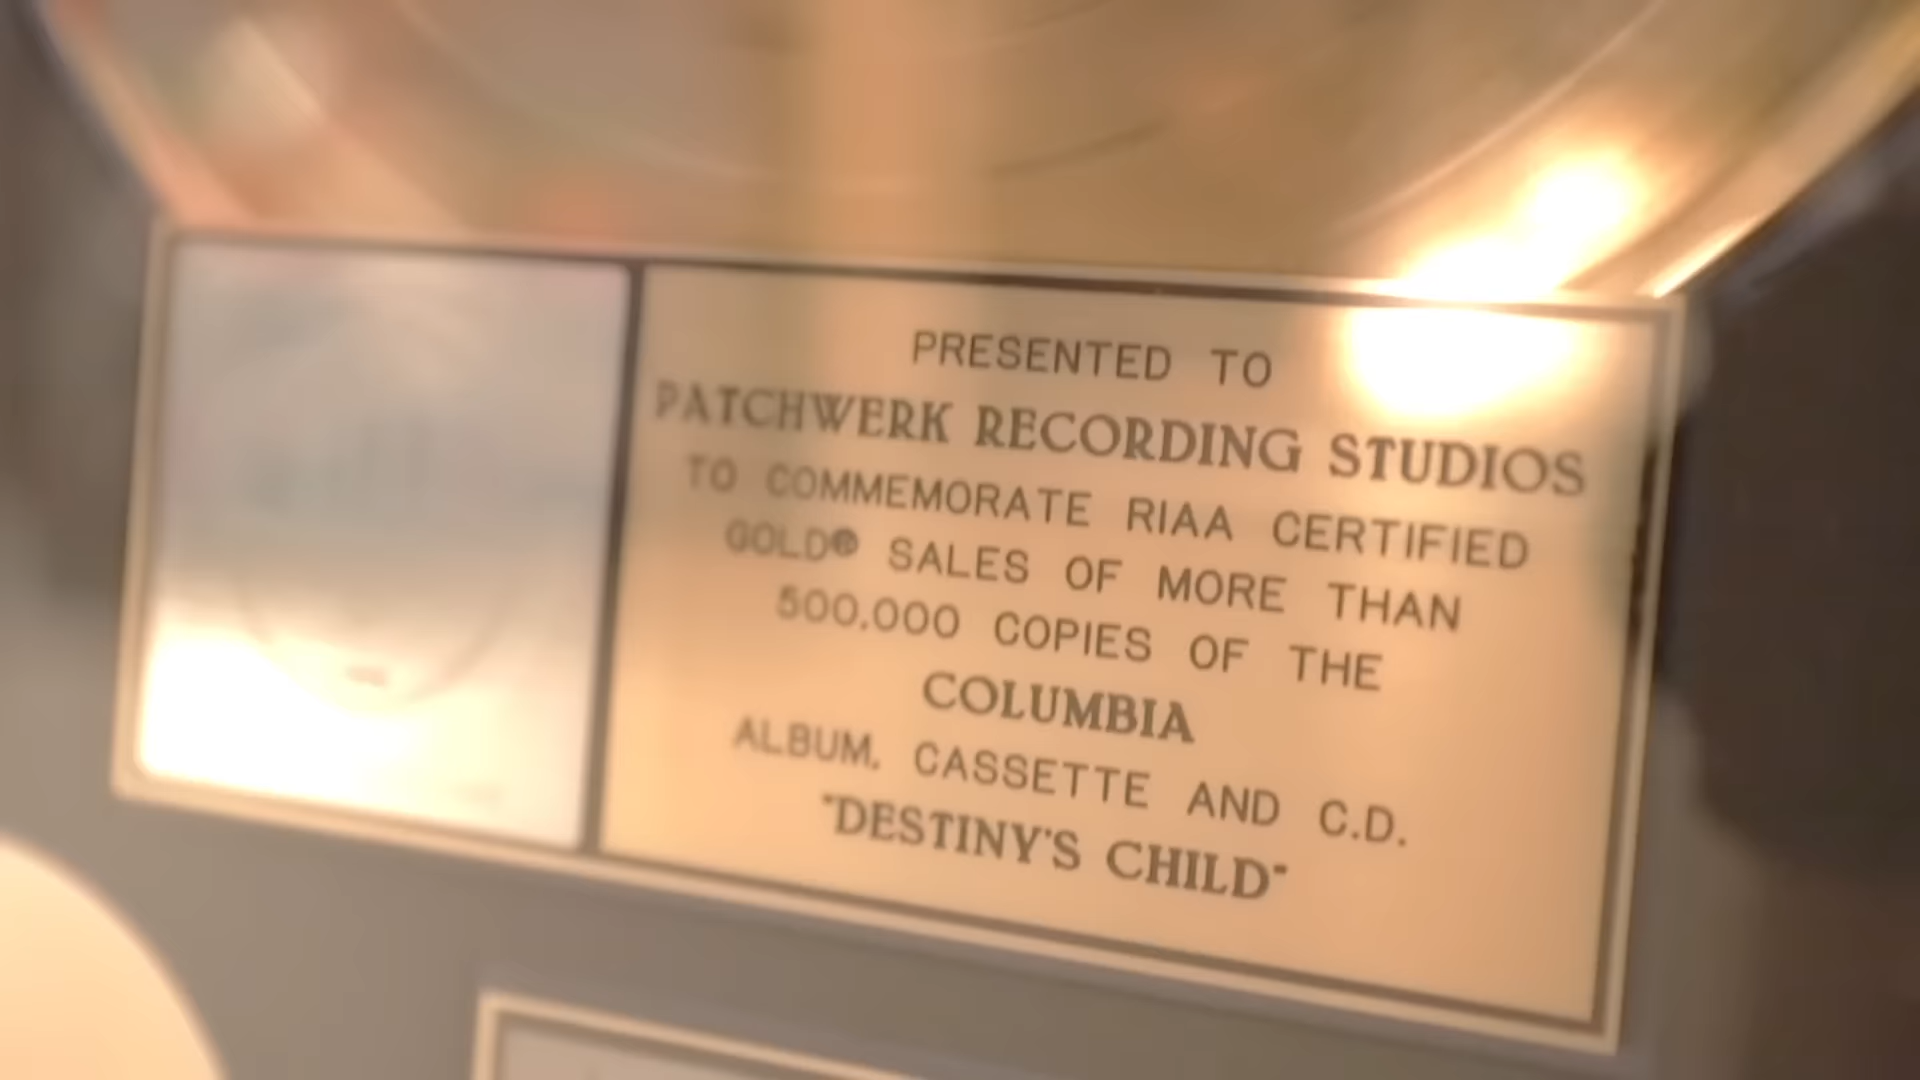 PRESENTED TO
PATCHWERK RECORDING STUDIOS
TO COMMEMORATE RIAA CERTIFIED
GOLD® SALES OF MORE THAN
500,000 COPIES OF THE
COLUMBIA
ALBUM, CASSETTE AND C.D.
"DESTINY'S CHILD"